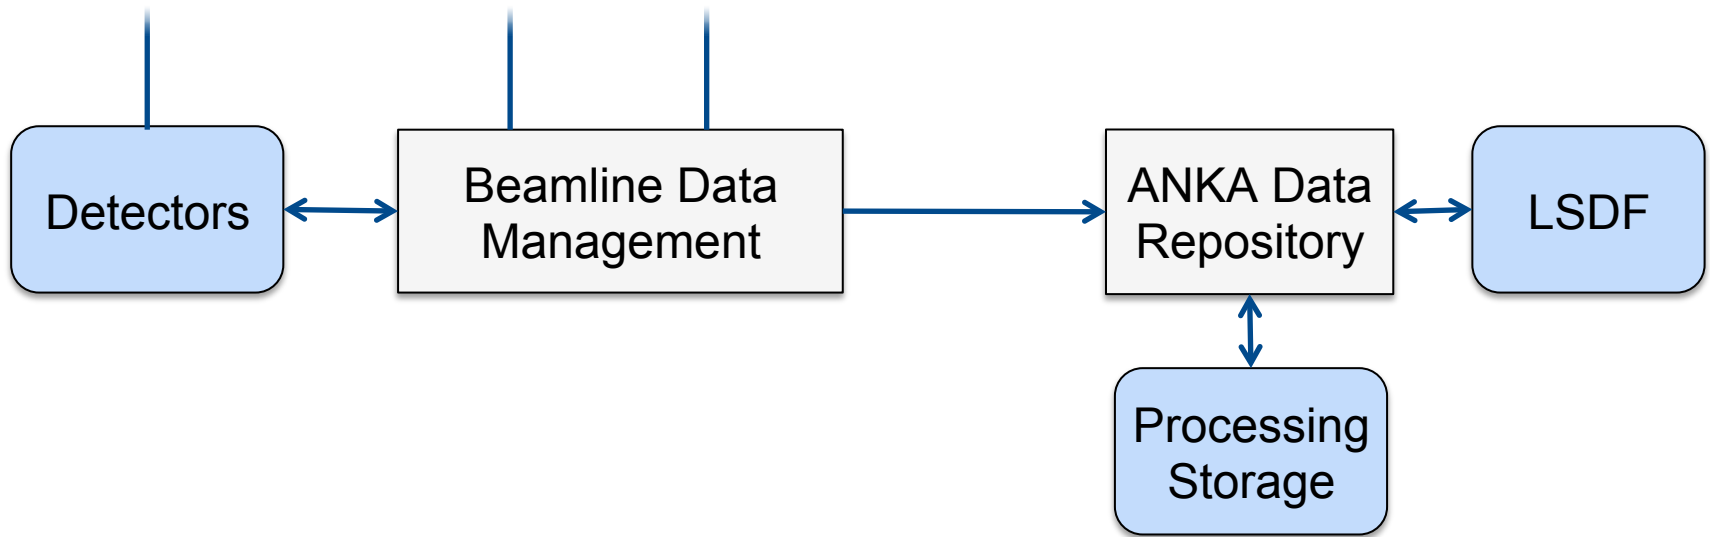 Detectors
Beamline Data
Management
ANKA Data
Repository
LSDF
Processing
Storage